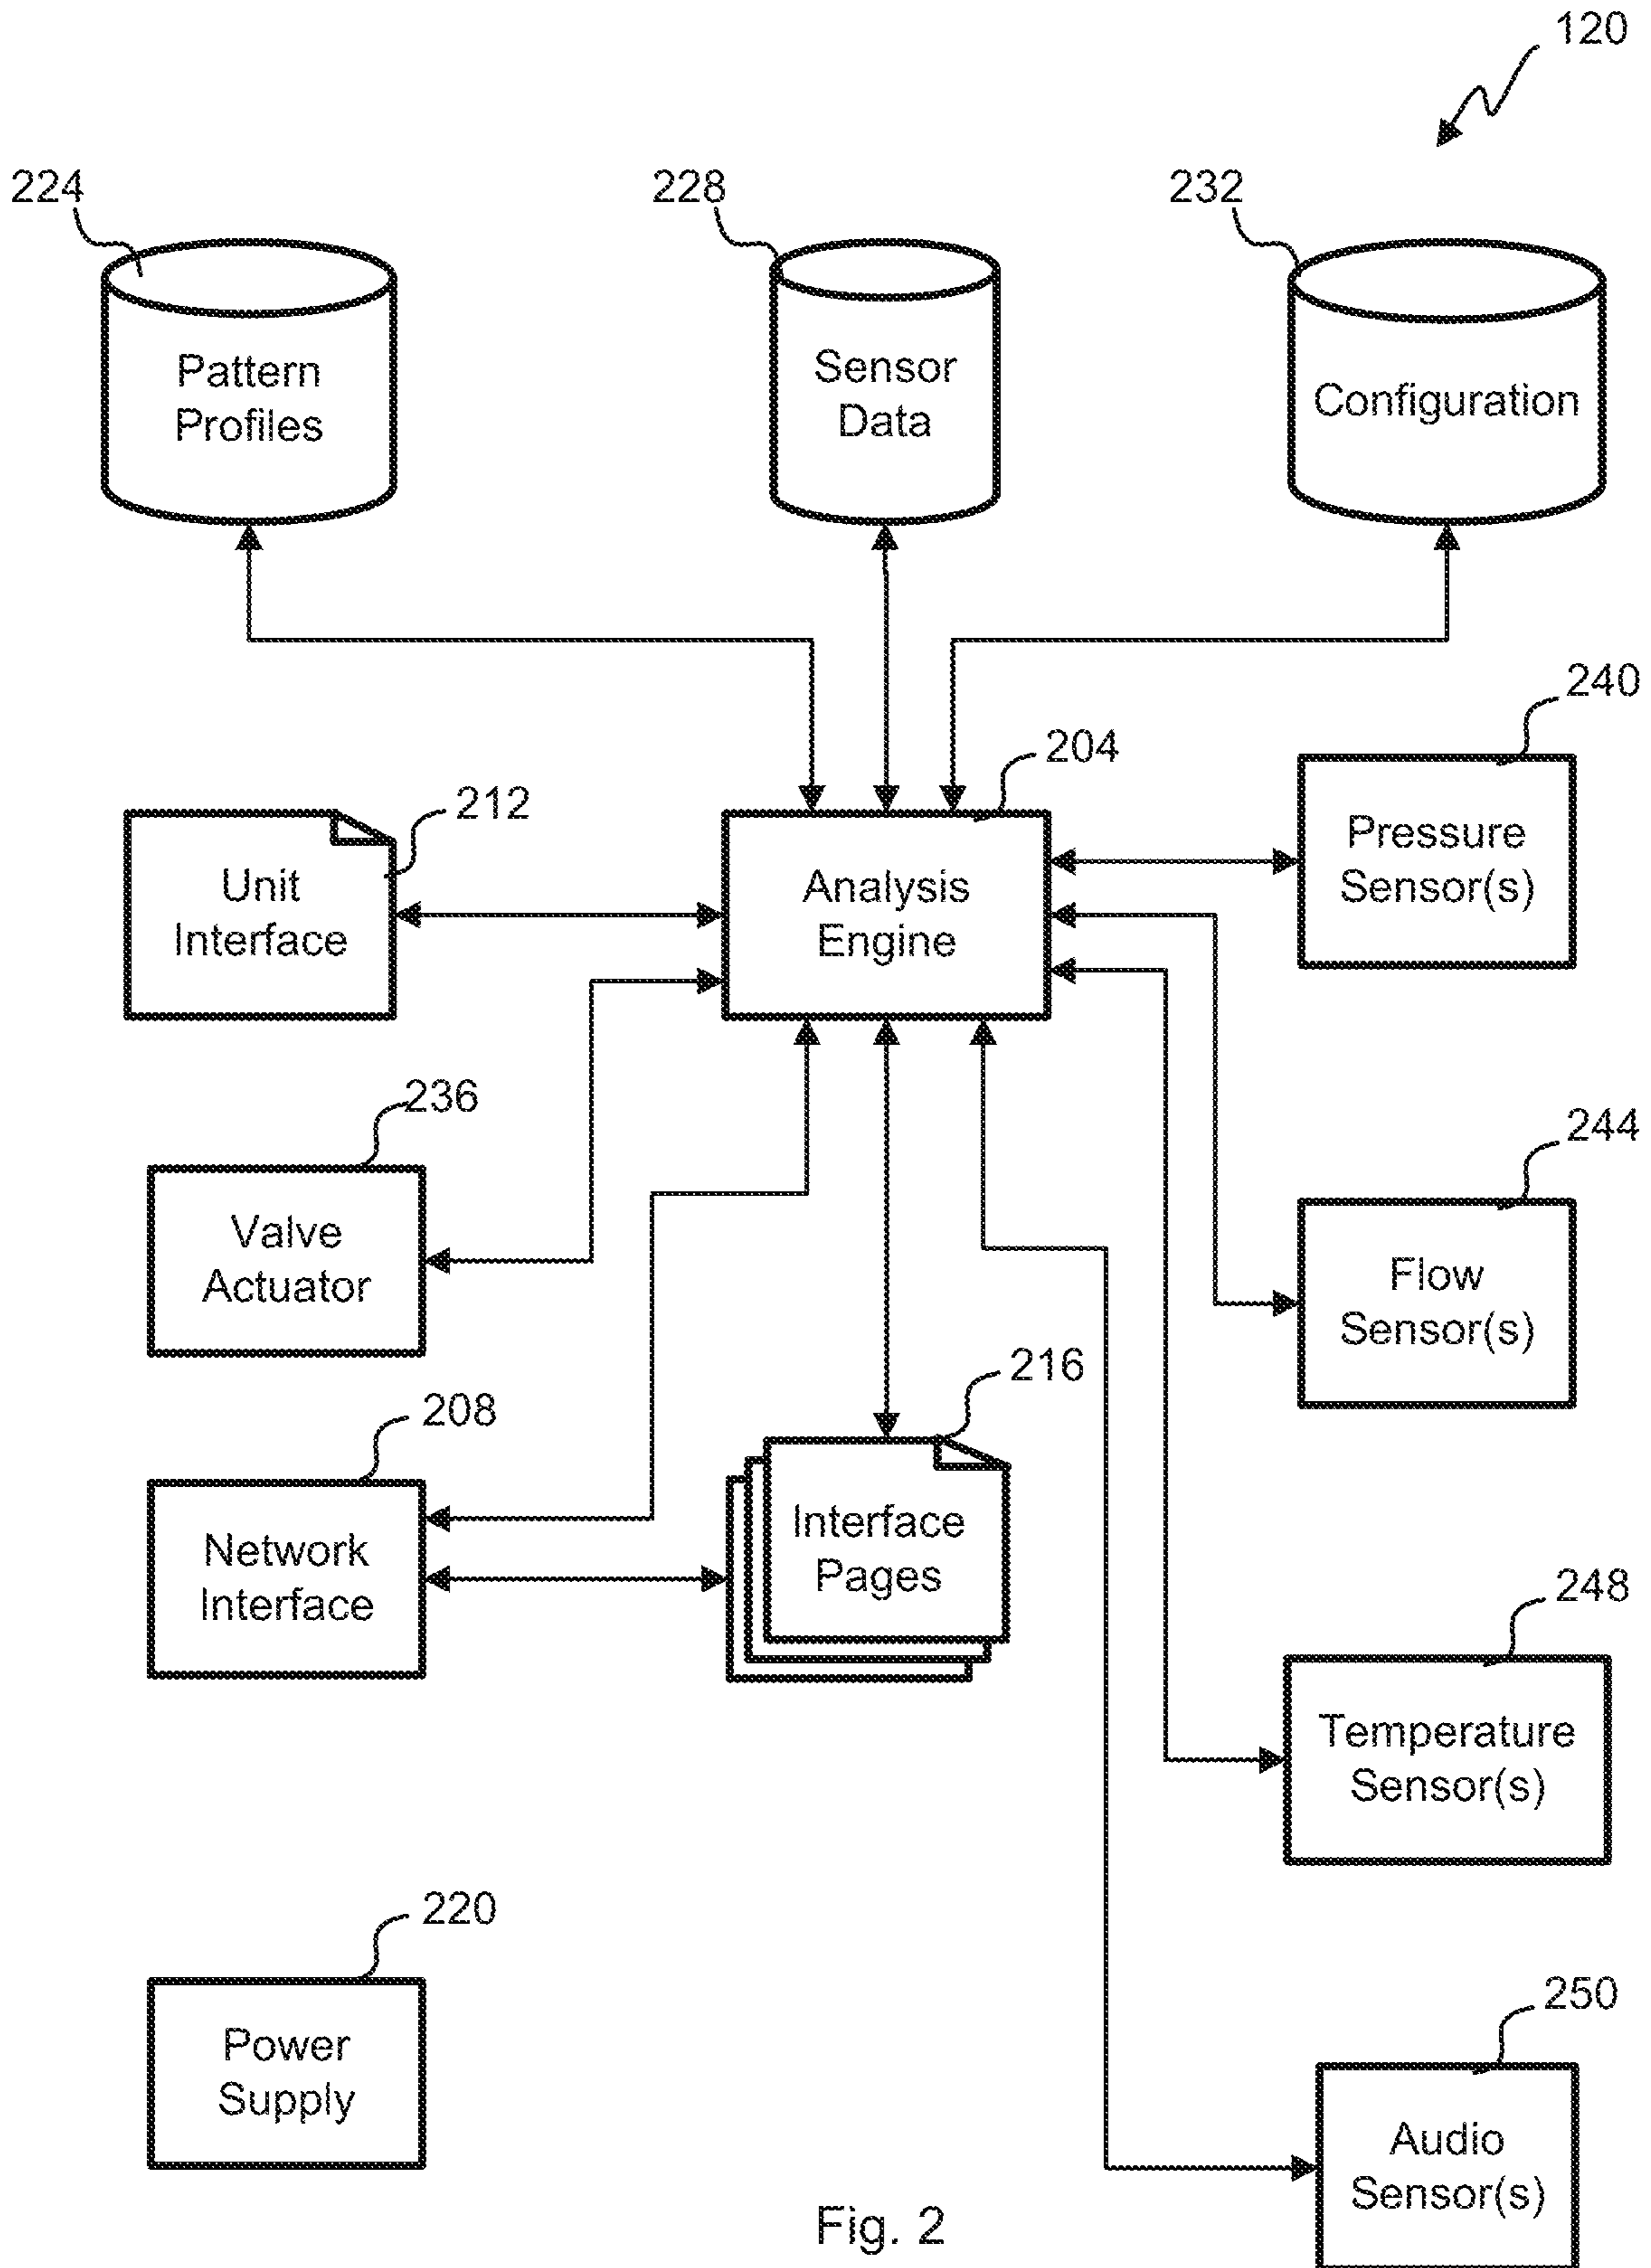 120
224
228
232
Pattern
Profiles
Sensor
Data
Configuration
240
204
212
Pressure
Sensor(s)
Unit
Interface
Analysis
Engine
236
244
Valve
Actuator
Flow
Sensor(s)
216
208
Interface
Pages
Network
Interface
248
Temperature
Sensor(s)
220
250
Power
Supply
Audio
Sensor(s)
Fig. 2